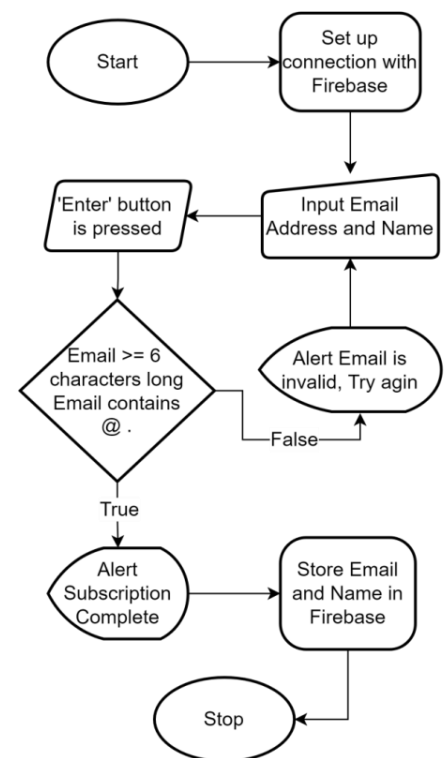 Start
Set up
connection with
Firebase
Input Email
Address and Name
'Enter' button
is pressed
Email >= 6
characters long
Email contains
@ .
False
Alert Email is
invalid, Try agin
True
Alert
Subscription
Complete
Store Email
and Name in
Firebase
Stop